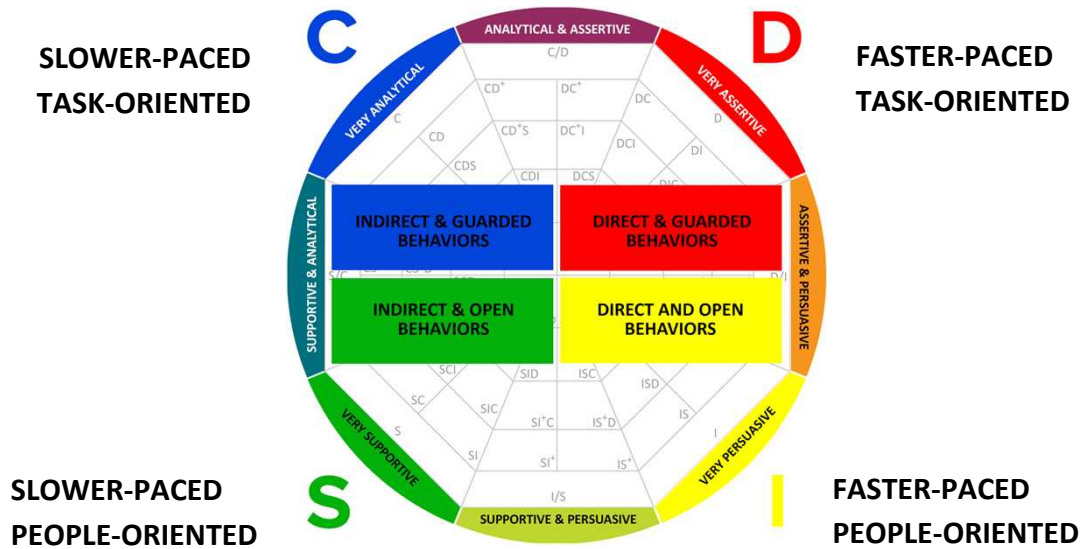 C
D
ANALYTICAL & ASSERTIVE
SLOWER-PACED
TASK-ORIENTED
FASTER-PACED
TASK-ORIENTED
C/D
VERY ANALYTICAL
VERY ASSERTIVE
CD+
DC+
DC
C
D
CD
CD+S
DC+I
DCI
DI
CDS
CDI
DCS
DIC
SUPPORTIVE & ANALYTICAL
ASSERTIVE & PERSUASIVE
INDIRECT & GUARDED
BEHAVIORS
DIRECT & GUARDED
BEHAVIORS
S/C
D/I
INDIRECT & OPEN
BEHAVIORS
DIRECT AND OPEN
BEHAVIORS
SCI
SID
ISC
ISD
SC
SIC
SI+C
IS+D
IS
S
I
SI
SI+
IS+
VERY SUPPORTIVE
VERY PERSUASIVE
I/S
SUPPORTIVE & PERSUASIVE
S
I
SLOWER-PACED
PEOPLE-ORIENTED
FASTER-PACED
PEOPLE-ORIENTED